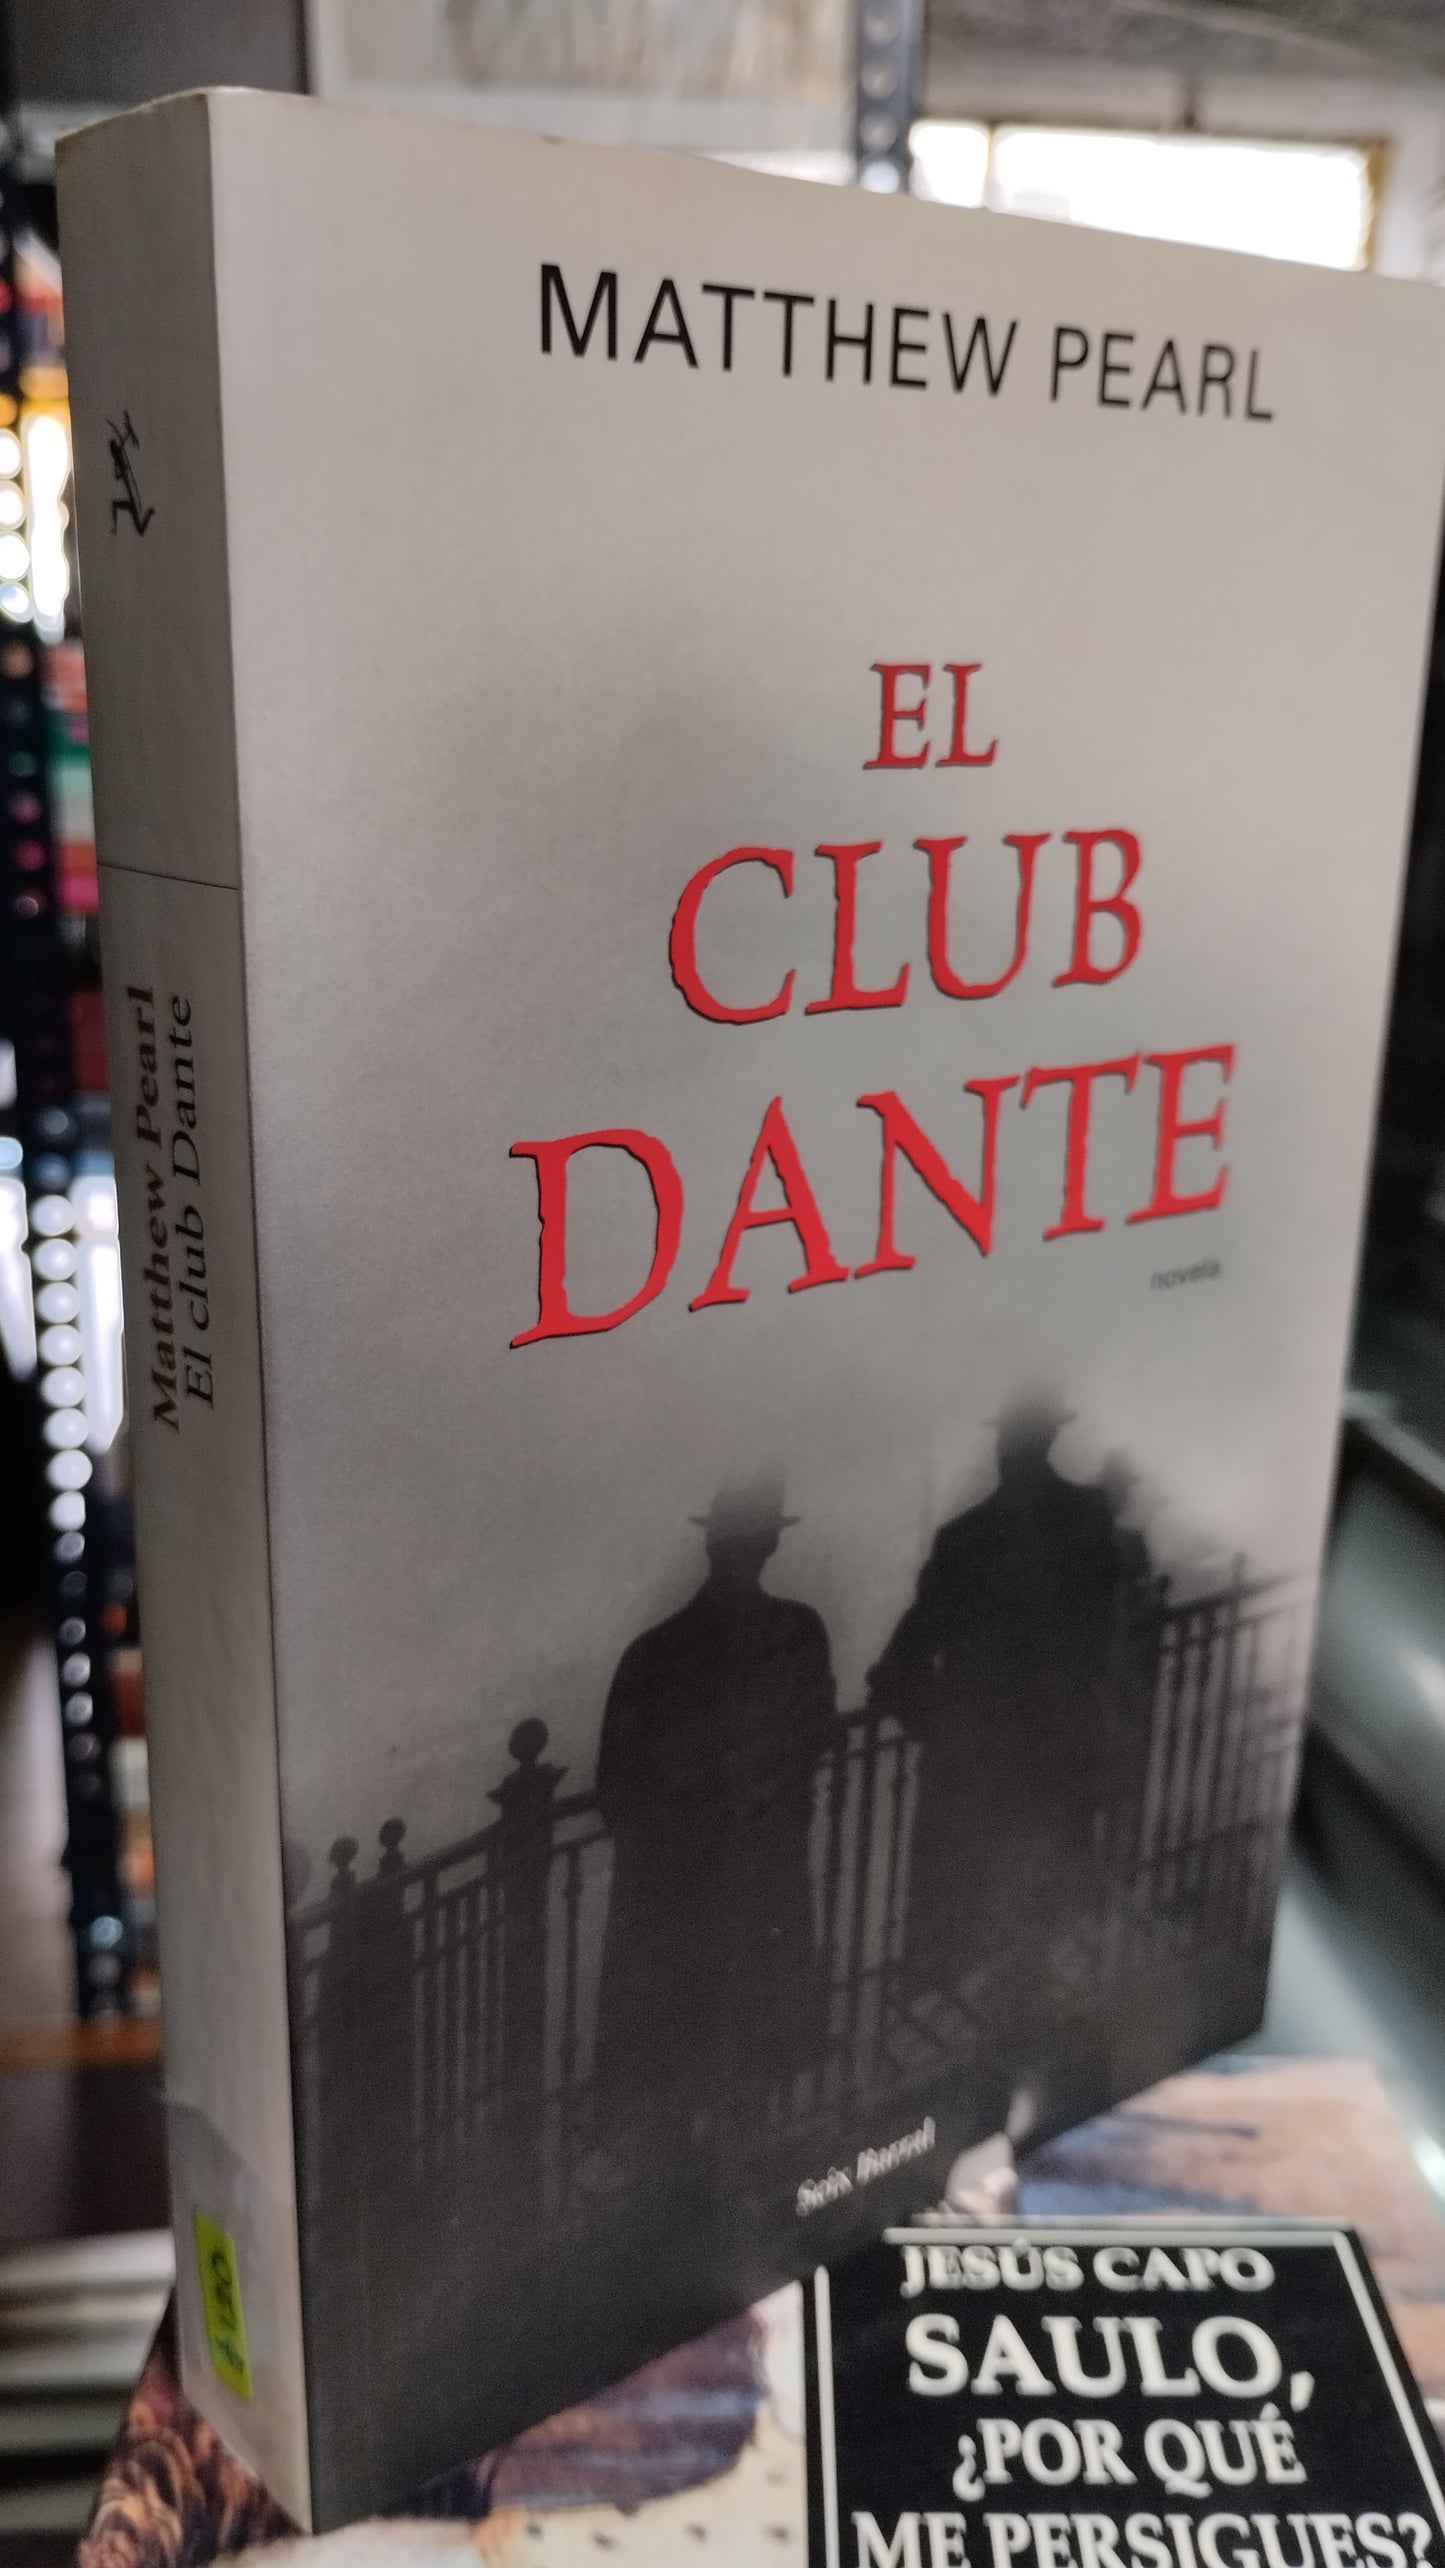 MATTHEW PEARL
EL
CLUB
DANTE
novela
Seix Barral
Matthew Pearl
El club Dante
JESÚS CAPO
SAULO,
¿POR QUÉ
ME PERSIGUES?